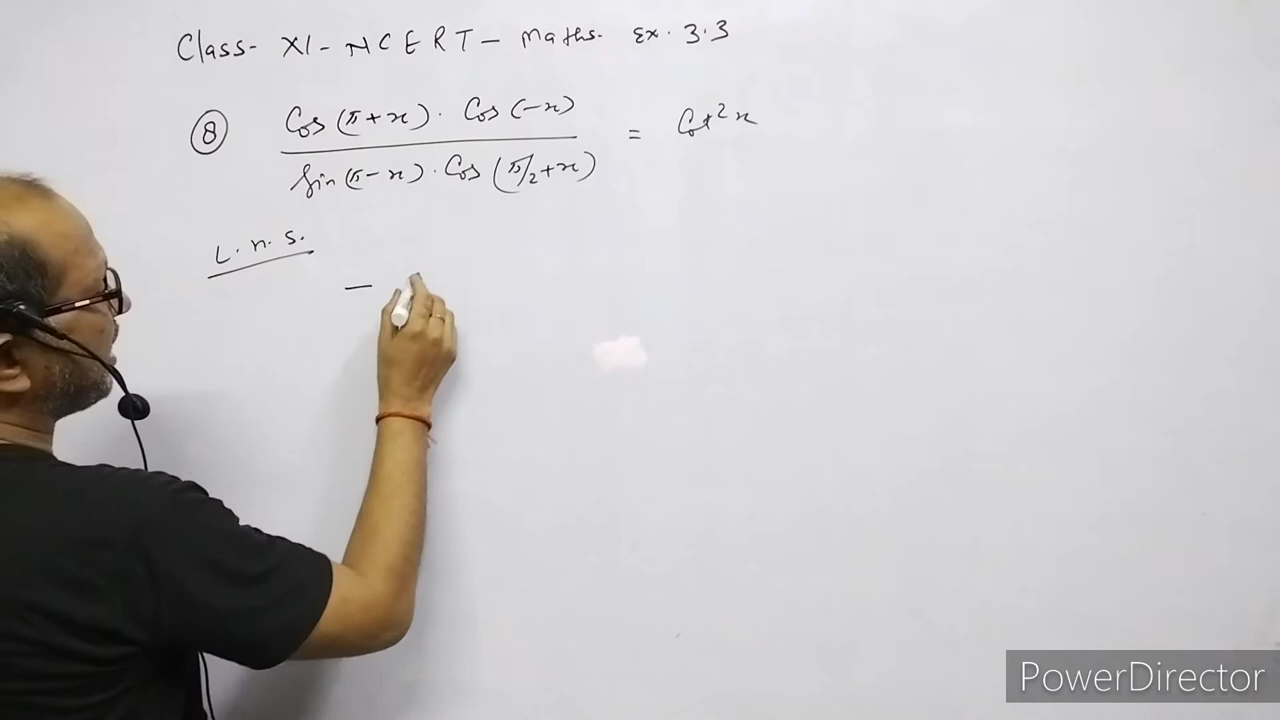 Class- XI - NCERT - Maths. Ex. 3.3
⑧ Cos (π+x) · Cos (-x) / Sin (π-x) · Cos (π/2+x) = Cot²x
L.H.S.
—
PowerDirector